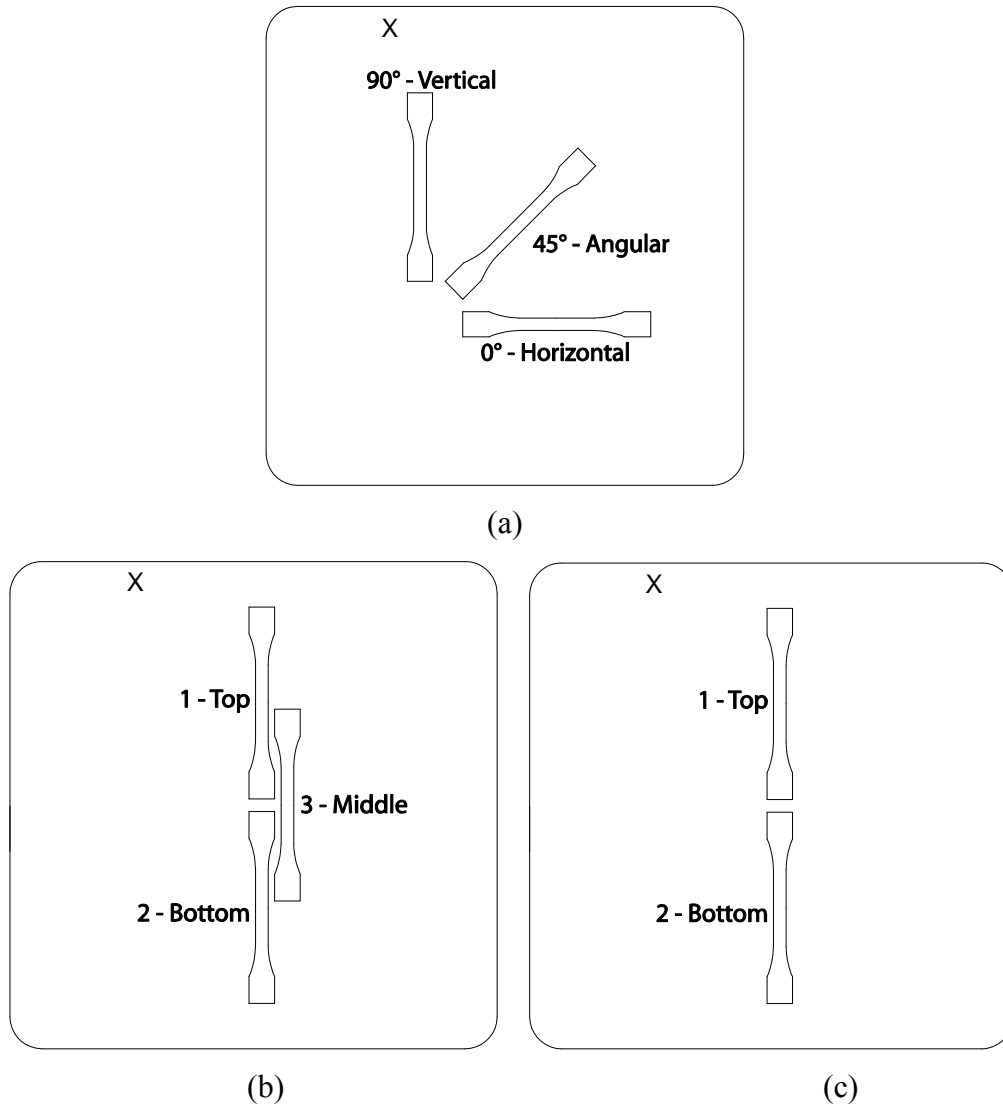 X
90° - Vertical
45° - Angular
0° - Horizontal
(a)
X
1 - Top
3 - Middle
2 - Bottom
(b)
X
1 - Top
2 - Bottom
(c)